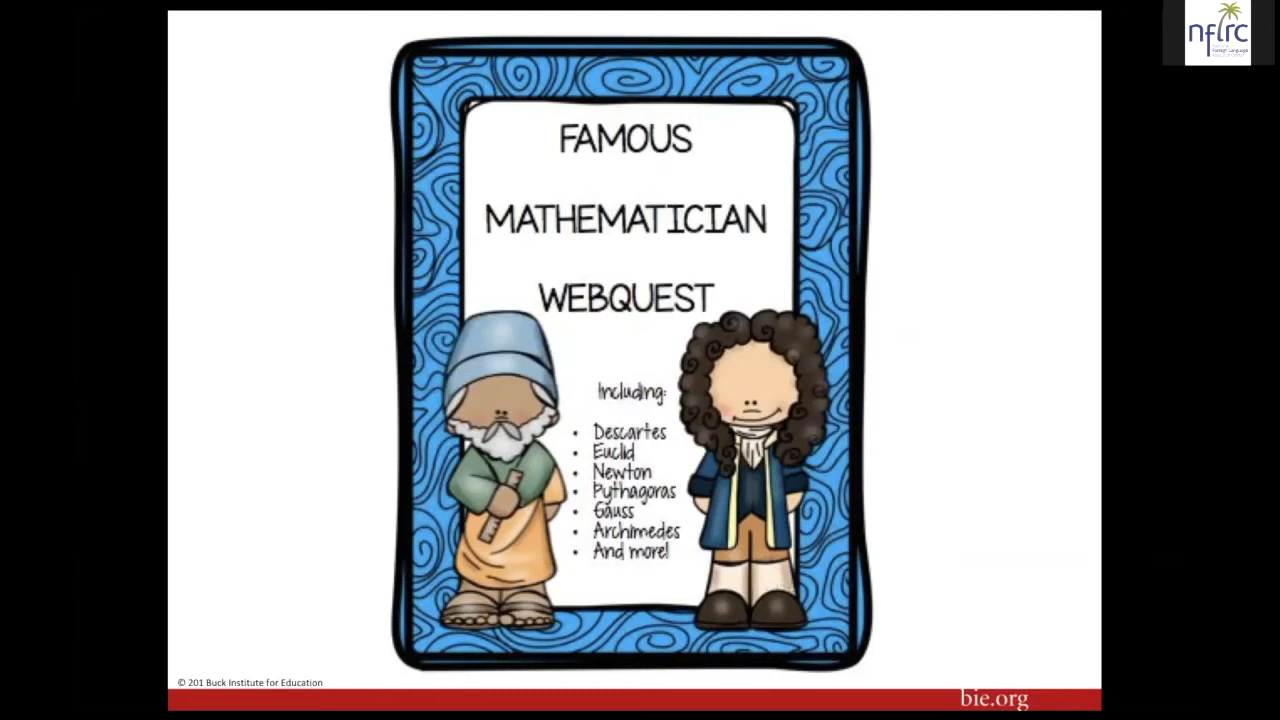 nflrc
FAMOUS
MATHEMATICIAN
WEBQUEST
Including:
• Descartes
• Euclid
• Newton
• Pythagoras
• Gauss
• Archimedes
• And more!
© 201 Buck Institute for Education
bie.org